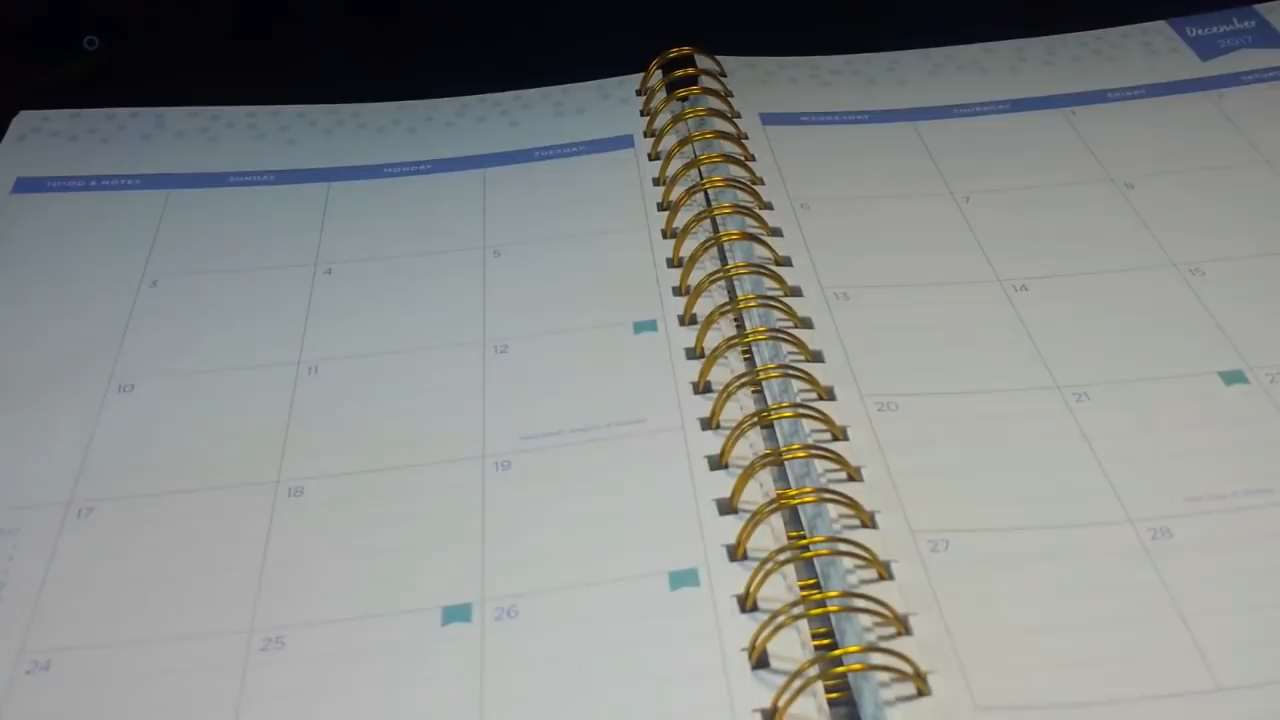 December
2017
TO-DO & NOTES SUNDAY MONDAY TUESDAY WEDNESDAY THURSDAY FRIDAY
1
3 4 5 6 7 8
10 11 12 13 14 15
17 18 19 20 21
24 25 26 27 28